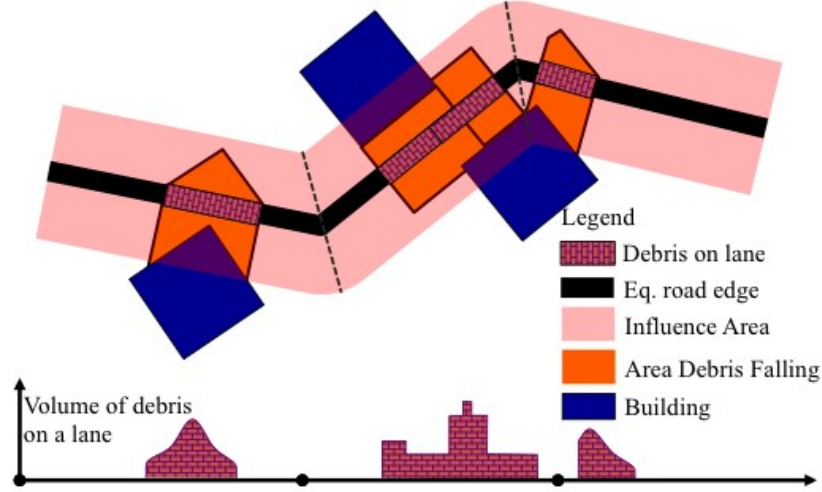 Legend
Debris on lane
Eq. road edge
Influence Area
Area Debris Falling
Building
Volume of debris
on a lane